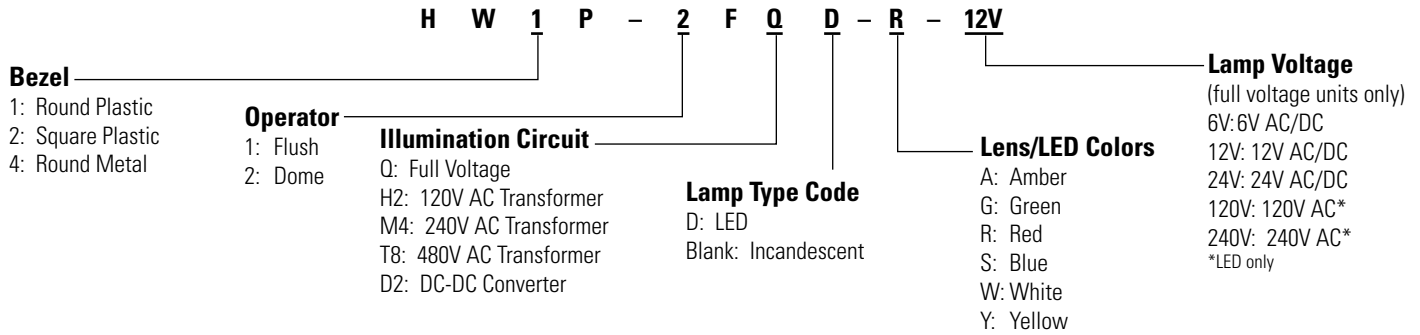 H W 1 P – 2 F Q D – R – 12V
Bezel
1: Round Plastic
2: Square Plastic
4: Round Metal
Operator
1: Flush
2: Dome
Illumination Circuit
Q: Full Voltage
H2: 120V AC Transformer
M4: 240V AC Transformer
T8: 480V AC Transformer
D2: DC-DC Converter
Lamp Type Code
D: LED
Blank: Incandescent
Lens/LED Colors
A: Amber
G: Green
R: Red
S: Blue
W: White
Y: Yellow
Lamp Voltage
(full voltage units only)
6V: 6V AC/DC
12V: 12V AC/DC
24V: 24V AC/DC
120V: 120V AC*
240V: 240V AC*
*LED only